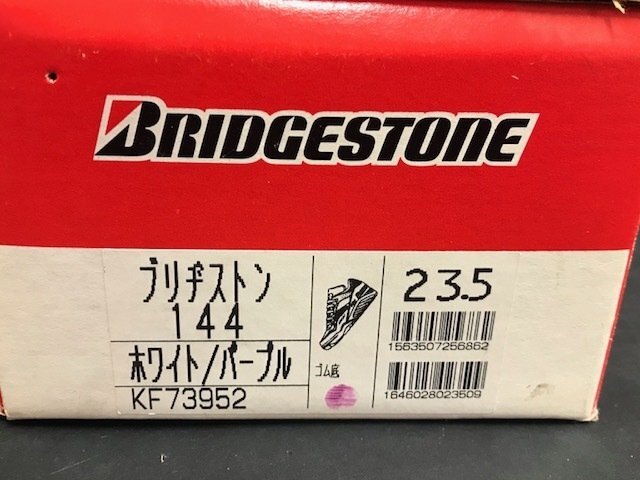 BRIDGESTONE
ブリヂストン
144
ホワイト/パープル
KF73952
ゴム底
23.5
1563507256862
1646028023509